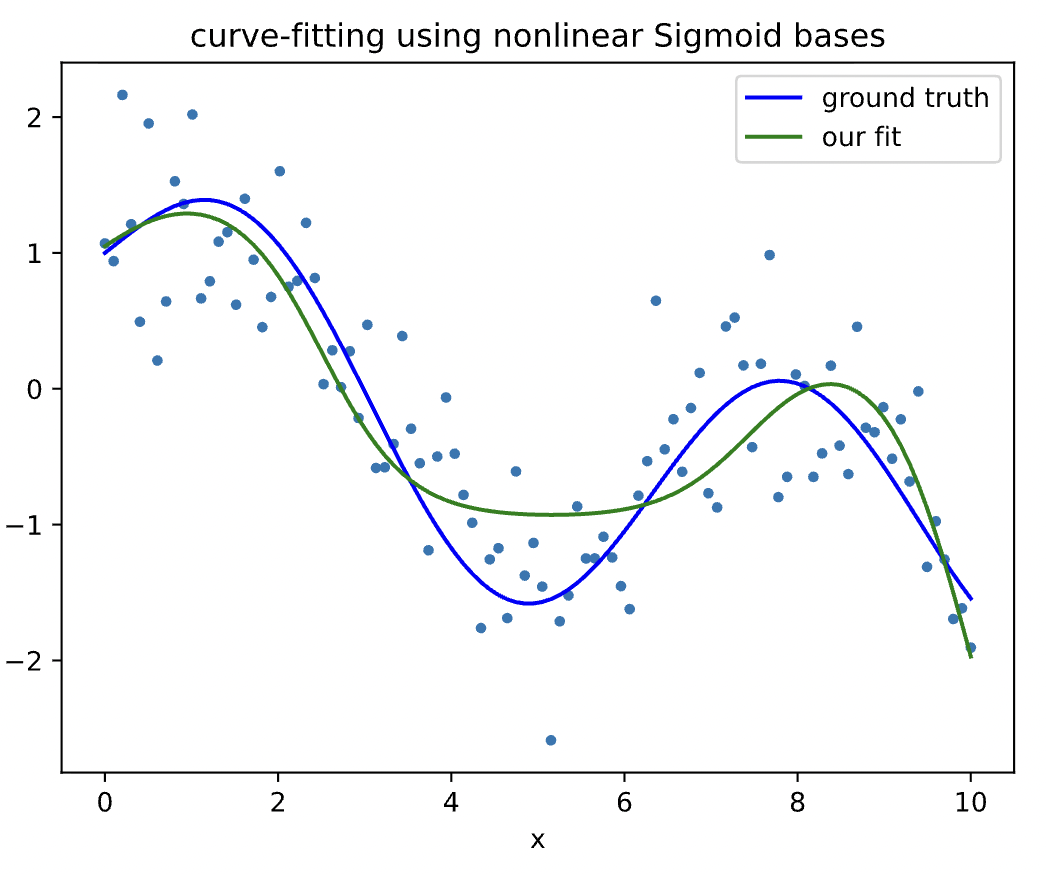 curve-fitting using nonlinear Sigmoid bases
ground truth
our fit
2
1
0
−1
−2
0 2 4 6 8 10
x